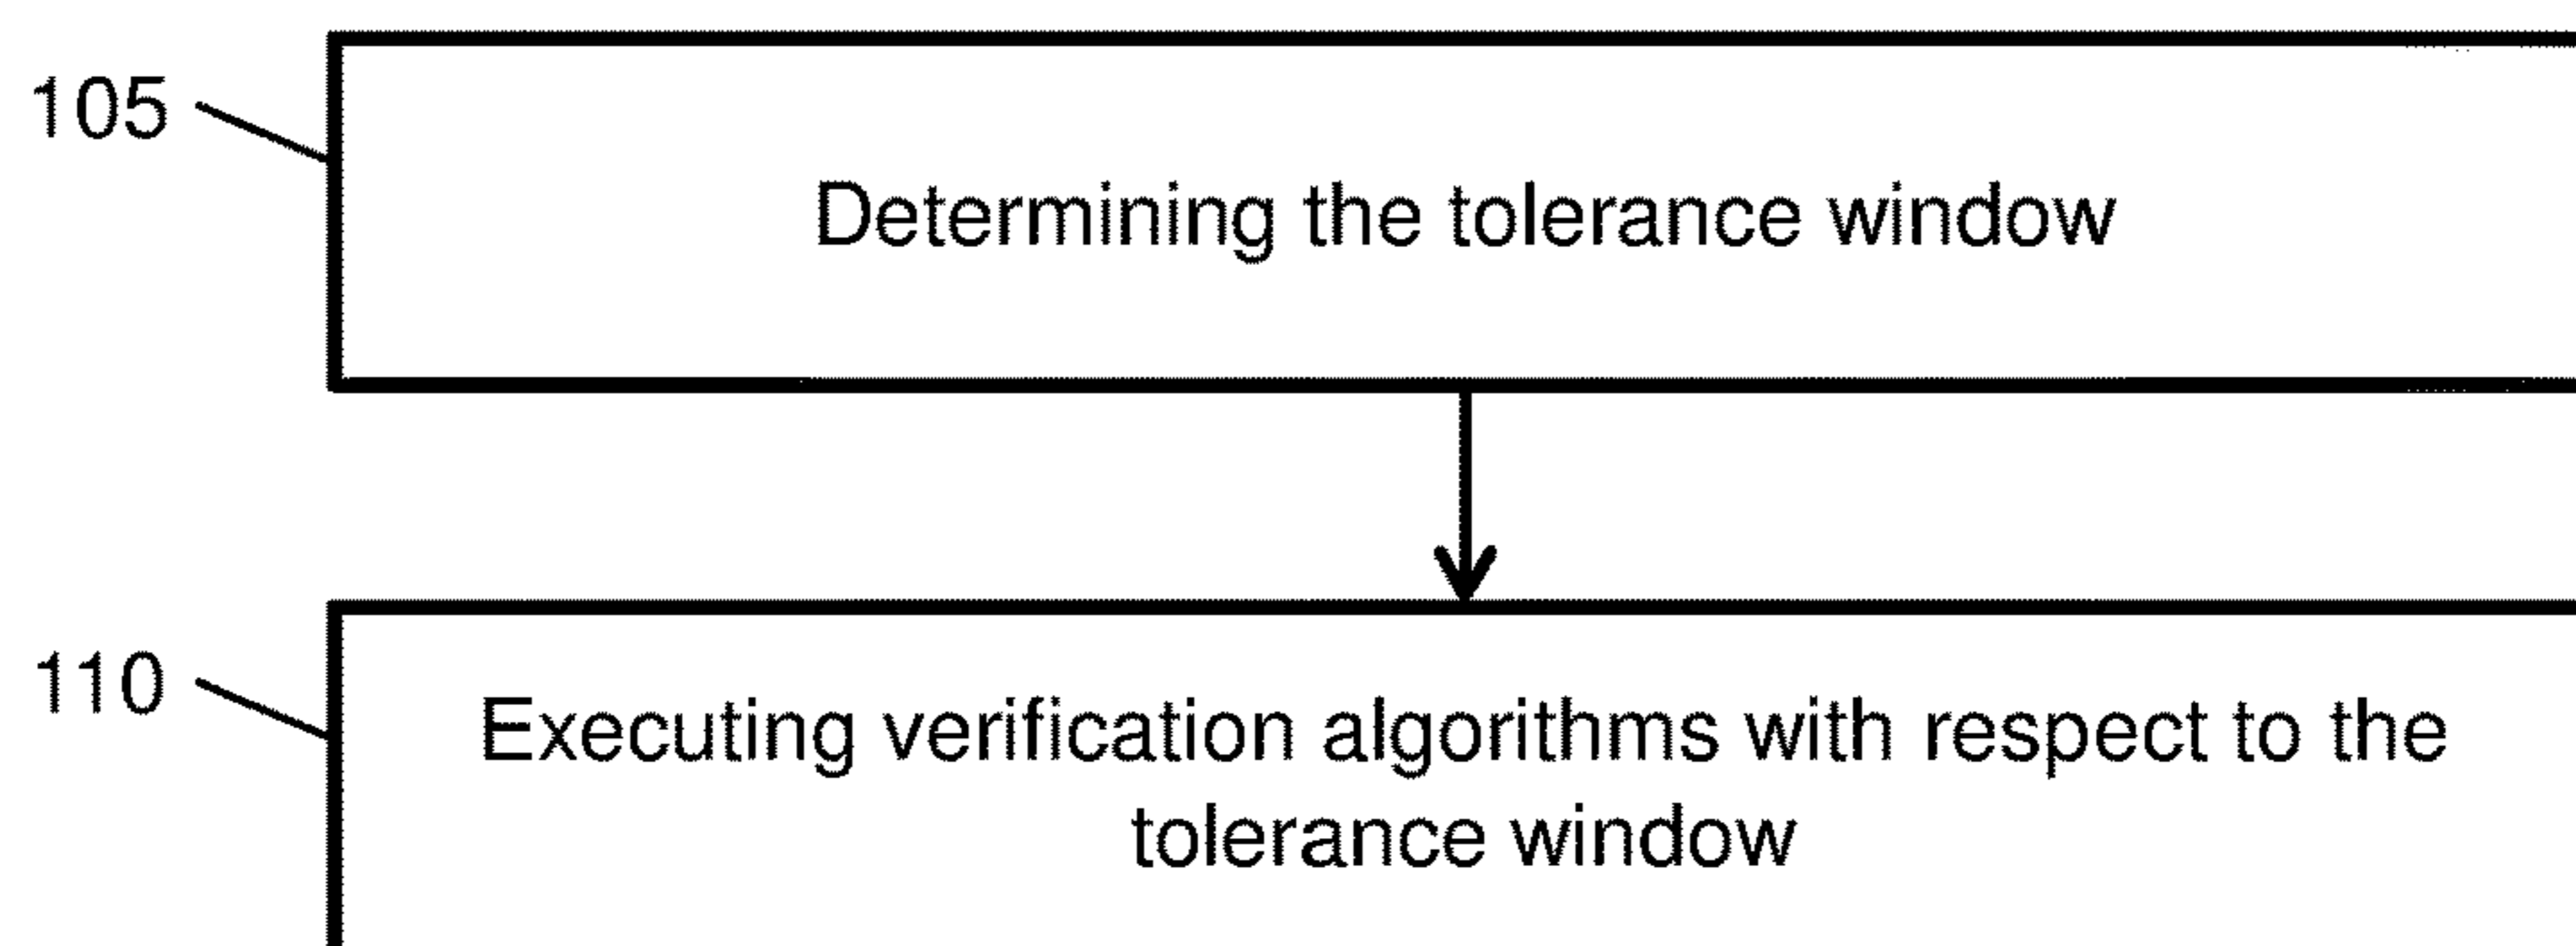 105
Determining the tolerance window
110
Executing verification algorithms with respect to the
tolerance window